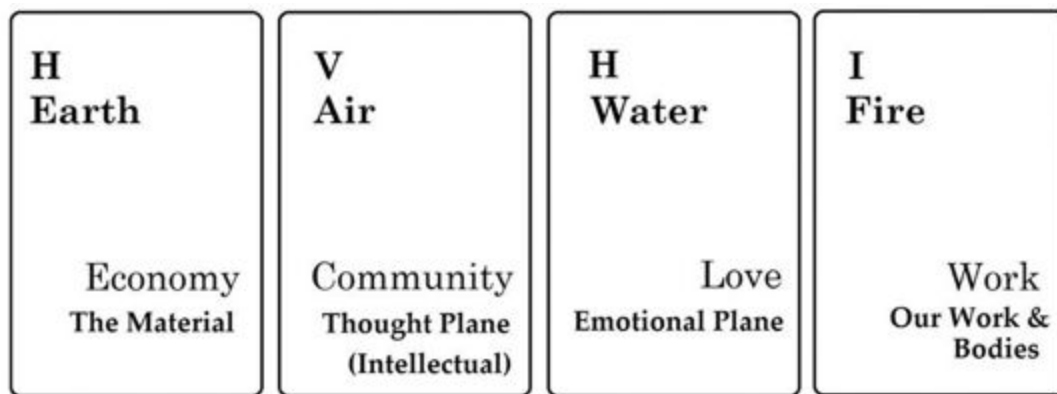 H
Earth
Economy
The Material
V
Air
Community
Thought Plane
(Intellectual)
H
Water
Love
Emotional Plane
I
Fire
Work
Our Work &
Bodies